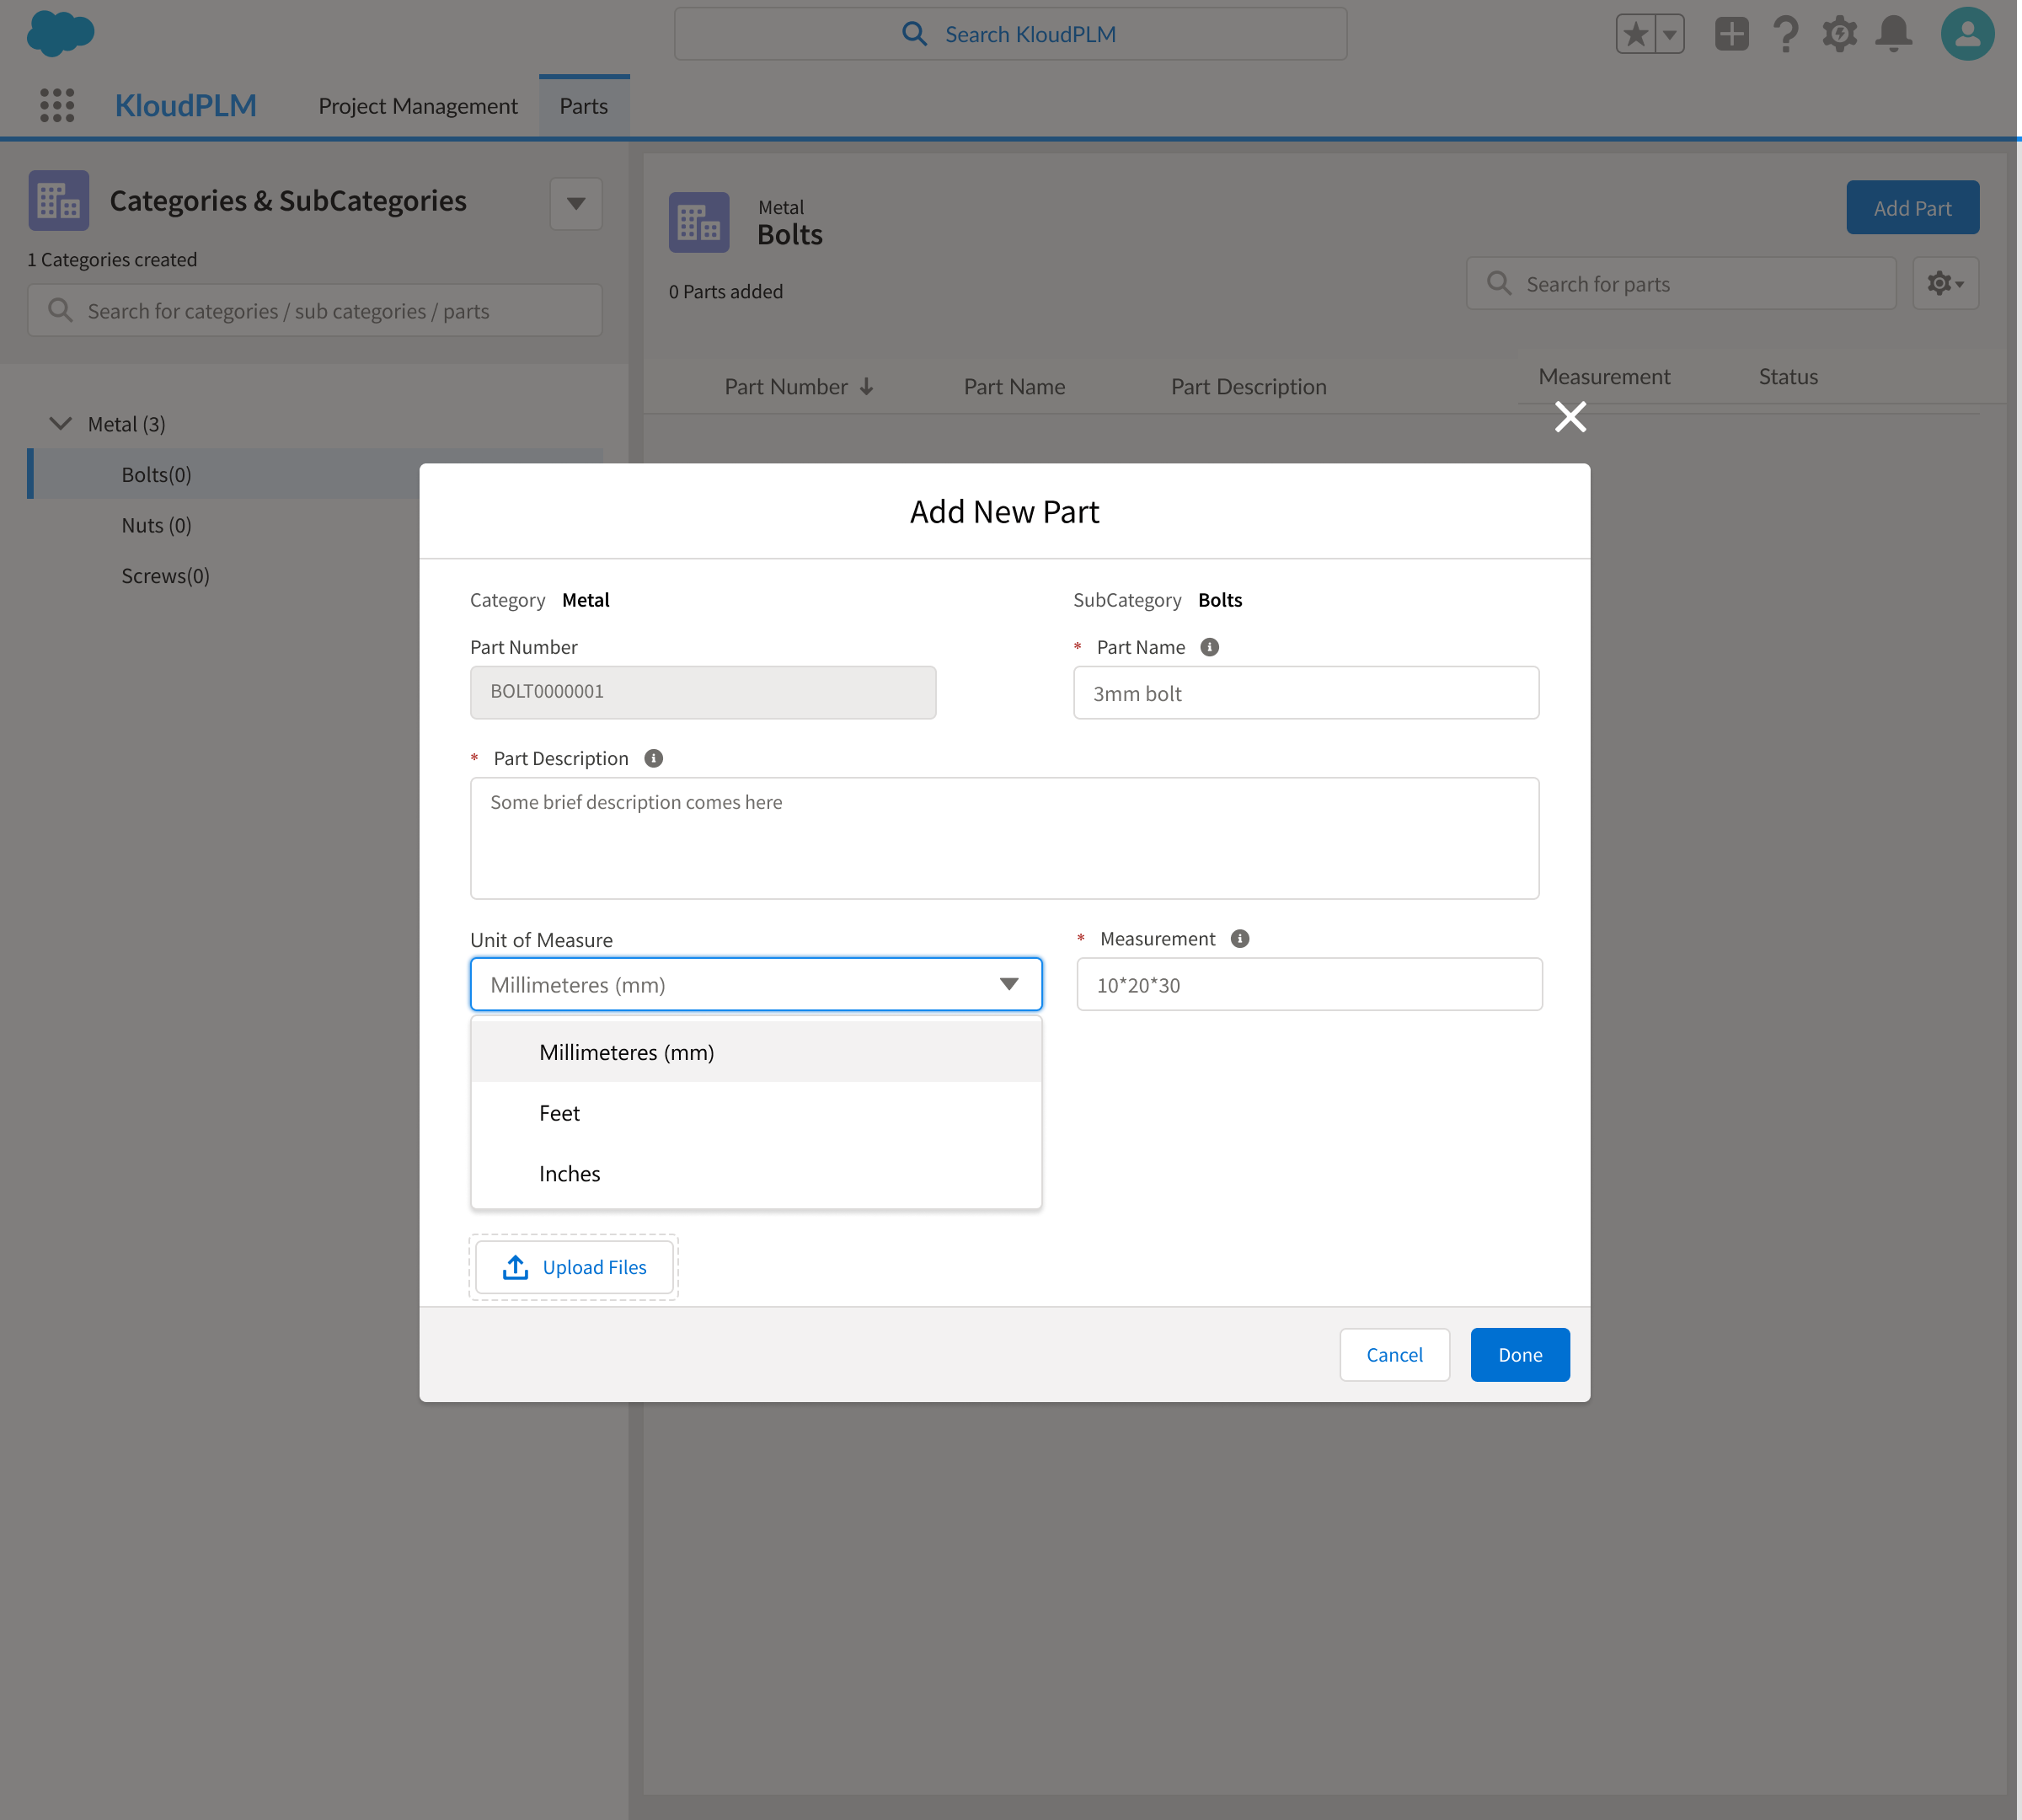 Search KloudPLM
KloudPLM
Project Management
Parts
Categories & SubCategories
1 Categories created
Search for categories / sub categories / parts
Metal (3)
Bolts(0)
Nuts (0)
Screws(0)
Metal
Bolts
Add Part
0 Parts added
Search for parts
Part Number
Part Name
Part Description
Measurement
Status
Add New Part
Category Metal
SubCategory Bolts
Part Number
BOLT0000001
* Part Name
3mm bolt
* Part Description
Some brief description comes here
Unit of Measure
Millimeteres (mm)
* Measurement
10*20*30
Millimeteres (mm)
Feet
Inches
Upload Files
Cancel
Done